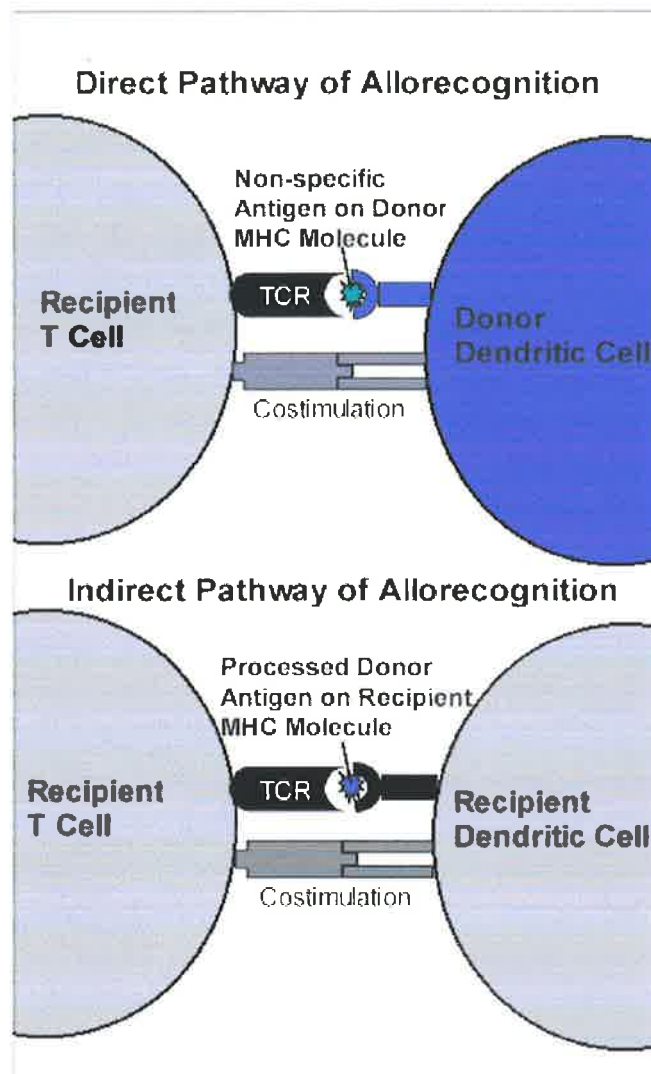 Direct Pathway of Allorecognition
Non-specific
Antigen on Donor
MHC Molecule
Recipient
T Cell
TCR
Donor
Dendritic Cell
Costimulation
Indirect Pathway of Allorecognition
Processed Donor
Antigen on Recipient
MHC Molecule
Recipient
T Cell
TCR
Recipient
Dendritic Cell
Costimulation